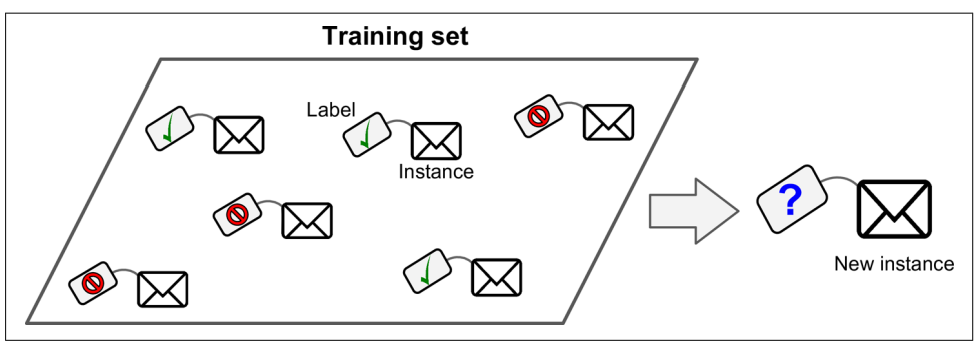 Training set
Label
Instance
?
New instance